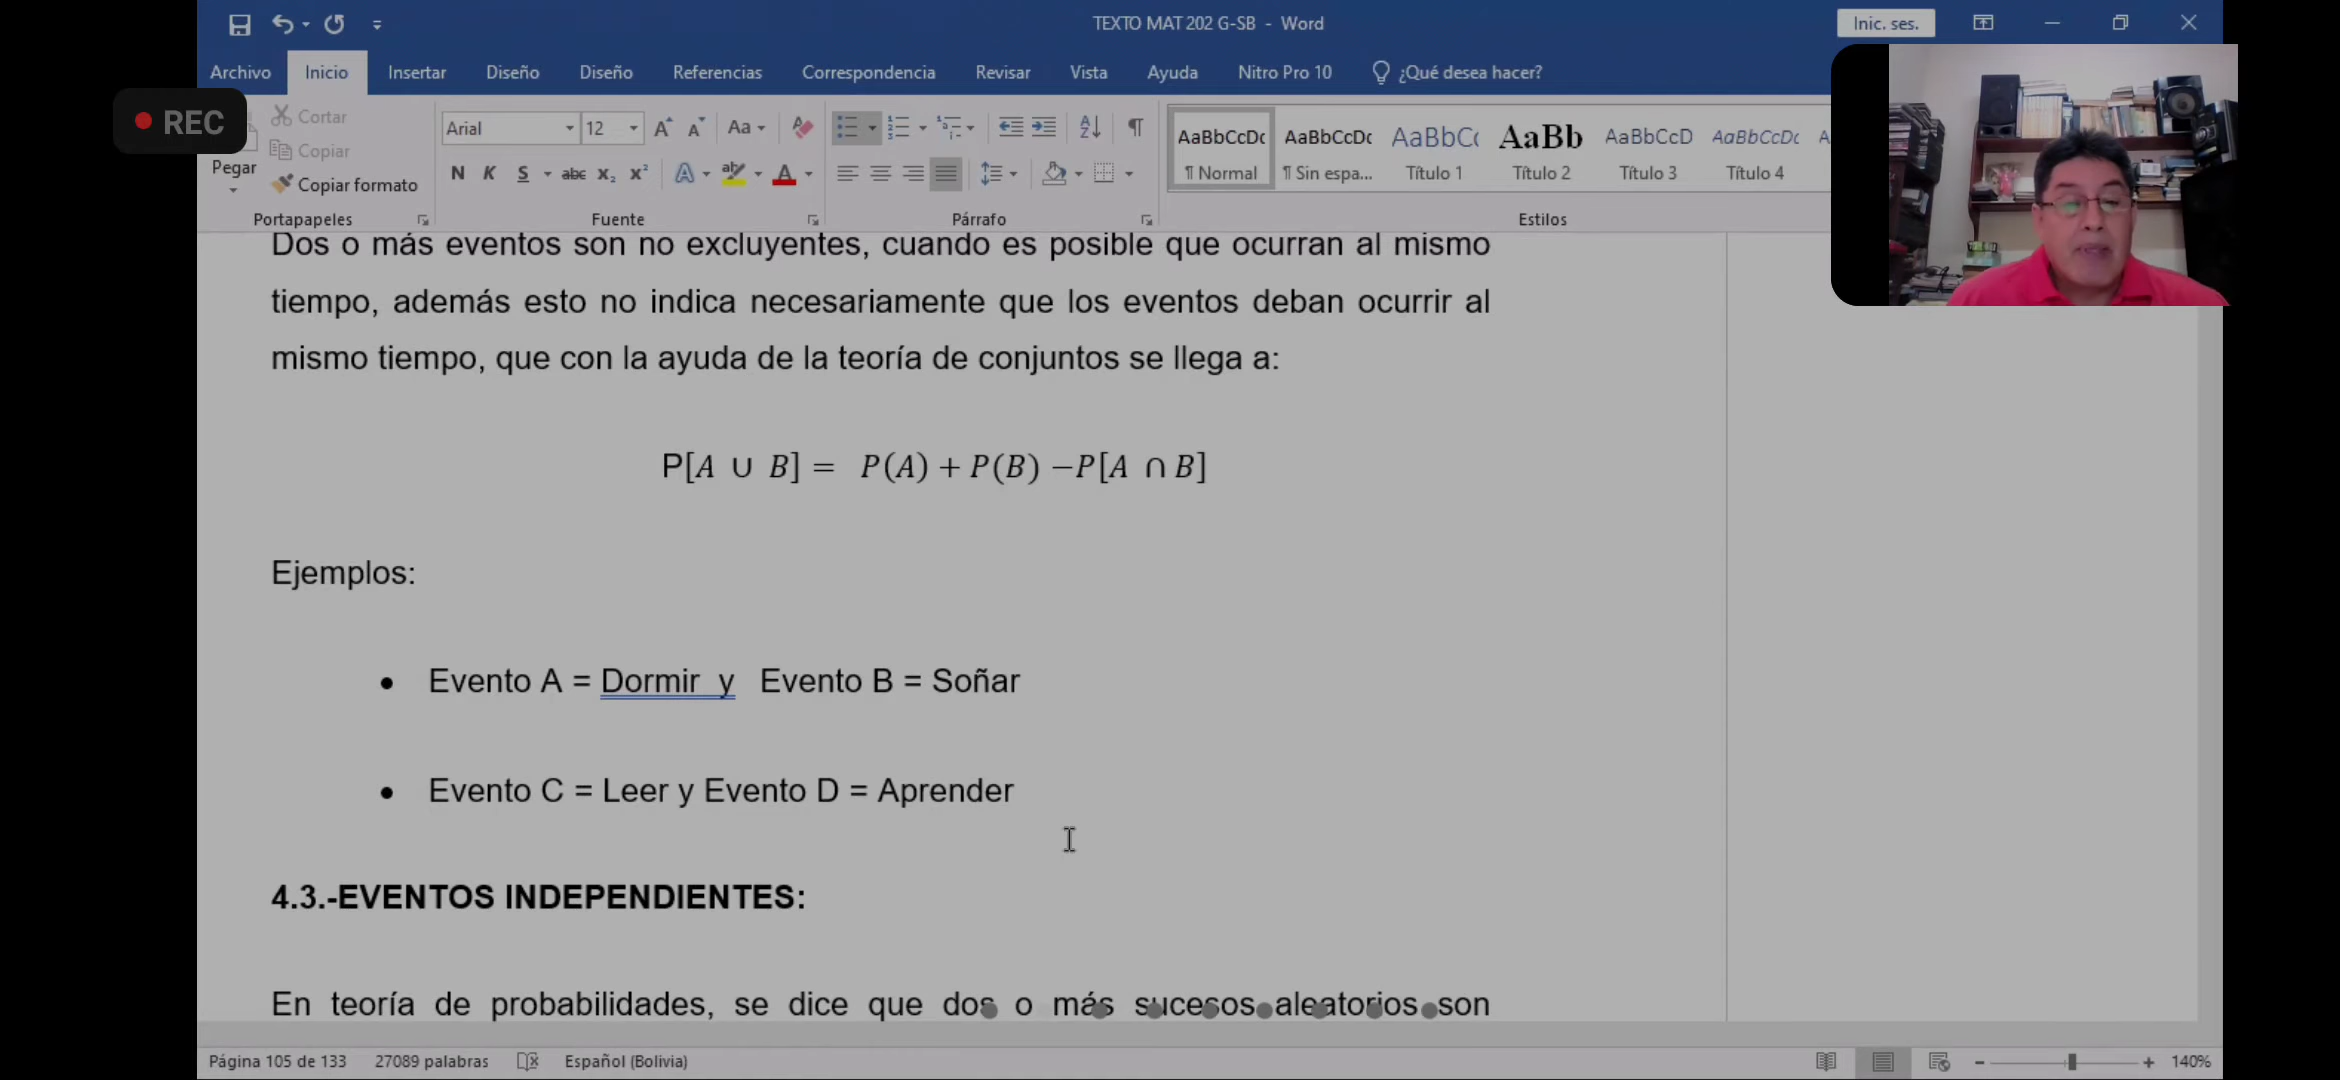 TEXTO MAT 202 G-SB - Word
Inic. ses.
Archivo Inicio Insertar Diseño Diseño Referencias Correspondencia Revisar Vista Ayuda Nitro Pro 10 ¿Qué desea hacer?
REC
Cortar
Copiar
Pegar
Copiar formato
Portapapeles
Arial 12
Aa
N K S abc x₂ x²
Fuente
Párrafo
AaBbCcDc AaBbCcDc AaBbC( AaBb AaBbCcD AaBbCcDc
¶ Normal ¶ Sin espa... Título 1 Título 2 Título 3 Título 4
Estilos
Dos o más eventos son no excluyentes, cuando es posible que ocurran al mismo
tiempo, además esto no indica necesariamente que los eventos deban ocurrir al
mismo tiempo, que con la ayuda de la teoría de conjuntos se llega a:
P[A ∪ B] = P(A) + P(B) −P[A ∩ B]
Ejemplos:
• Evento A = Dormir y Evento B = Soñar
• Evento C = Leer y Evento D = Aprender
4.3.-EVENTOS INDEPENDIENTES:
En teoría de probabilidades, se dice que dos o más sucesos aleatorios son
Página 105 de 133 27089 palabras Español (Bolivia)
140%